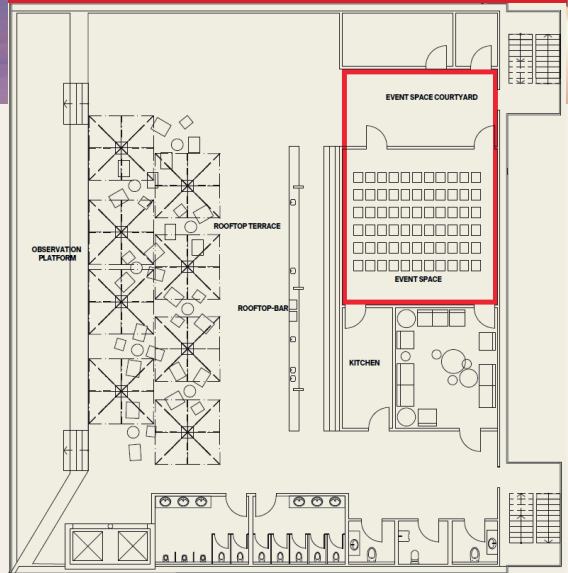 EVENT SPACE COURTYARD
ROOFTOP TERRACE
OBSERVATION
PLATFORM
EVENT SPACE
ROOFTOP-BAR
KITCHEN